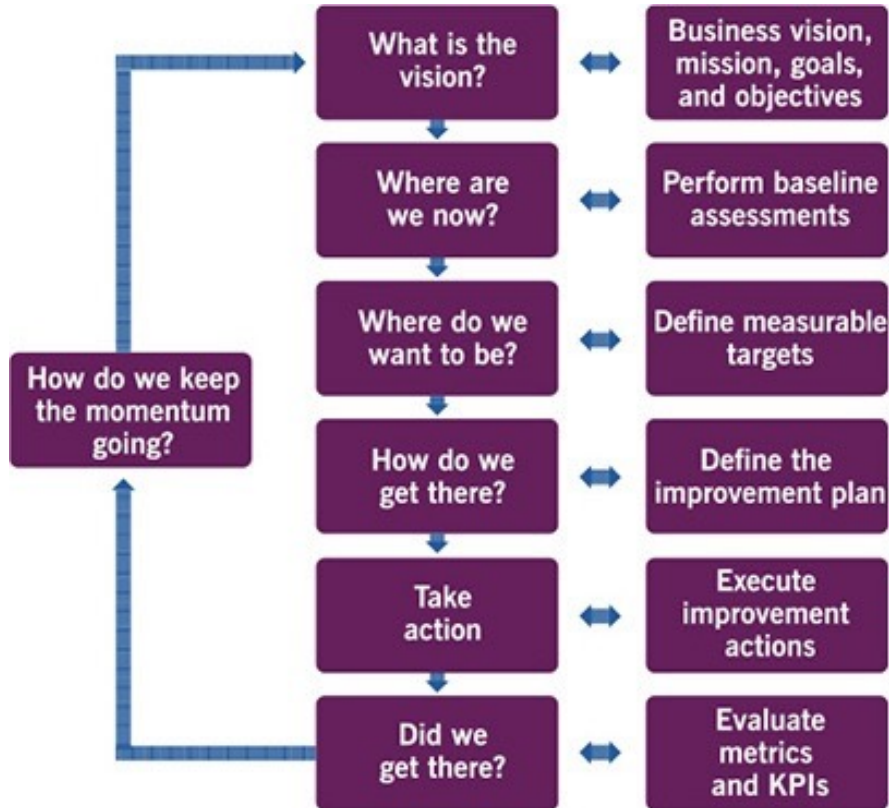 What is the
vision?
Business vision,
mission, goals,
and objectives
Where are
we now?
Perform baseline
assessments
Where do we
want to be?
Define measurable
targets
How do we keep
the momentum
going?
How do we
get there?
Define the
improvement plan
Take
action
Execute
improvement
actions
Did we
get there?
Evaluate
metrics
and KPIs